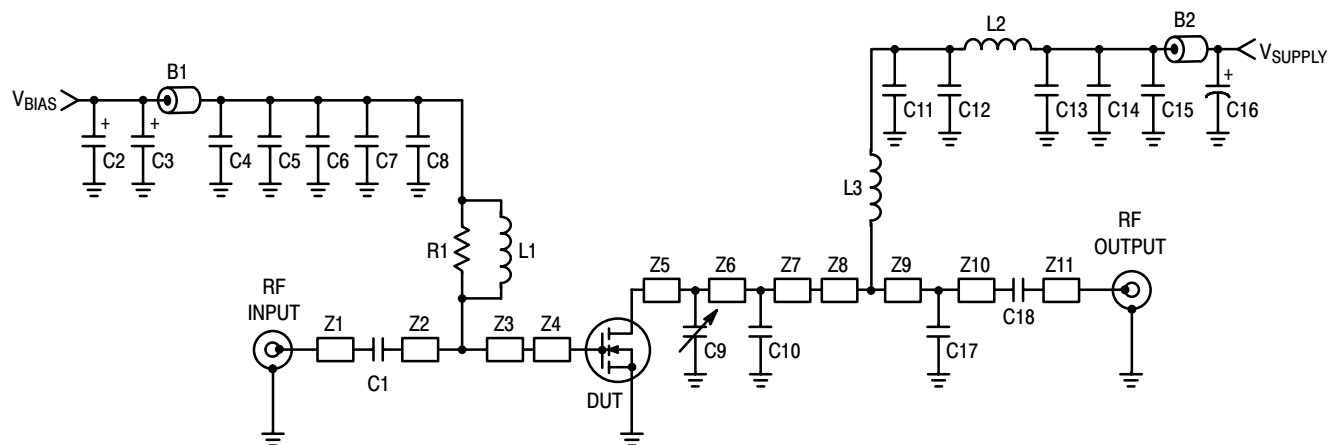 B2
L2
V_SUPPLY
B1
V_BIAS
+
C11
C12
C13
C14
C15
C16
+
+
C2
C3
C4
C5
C6
C7
C8
L3
R1
L1
RF
OUTPUT
Z5
Z6
Z7
Z8
Z9
Z10
Z11
RF
INPUT
C18
Z1
Z2
Z3
Z4
C9
C10
C17
C1
DUT